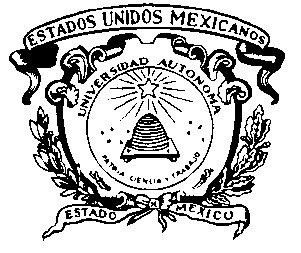 ESTADOS UNIDOS MEXICANOS
UNIVERSIDAD AUTONOMA
PATRIA CIENCIA Y TRABAJO
ESTADO MEXICO